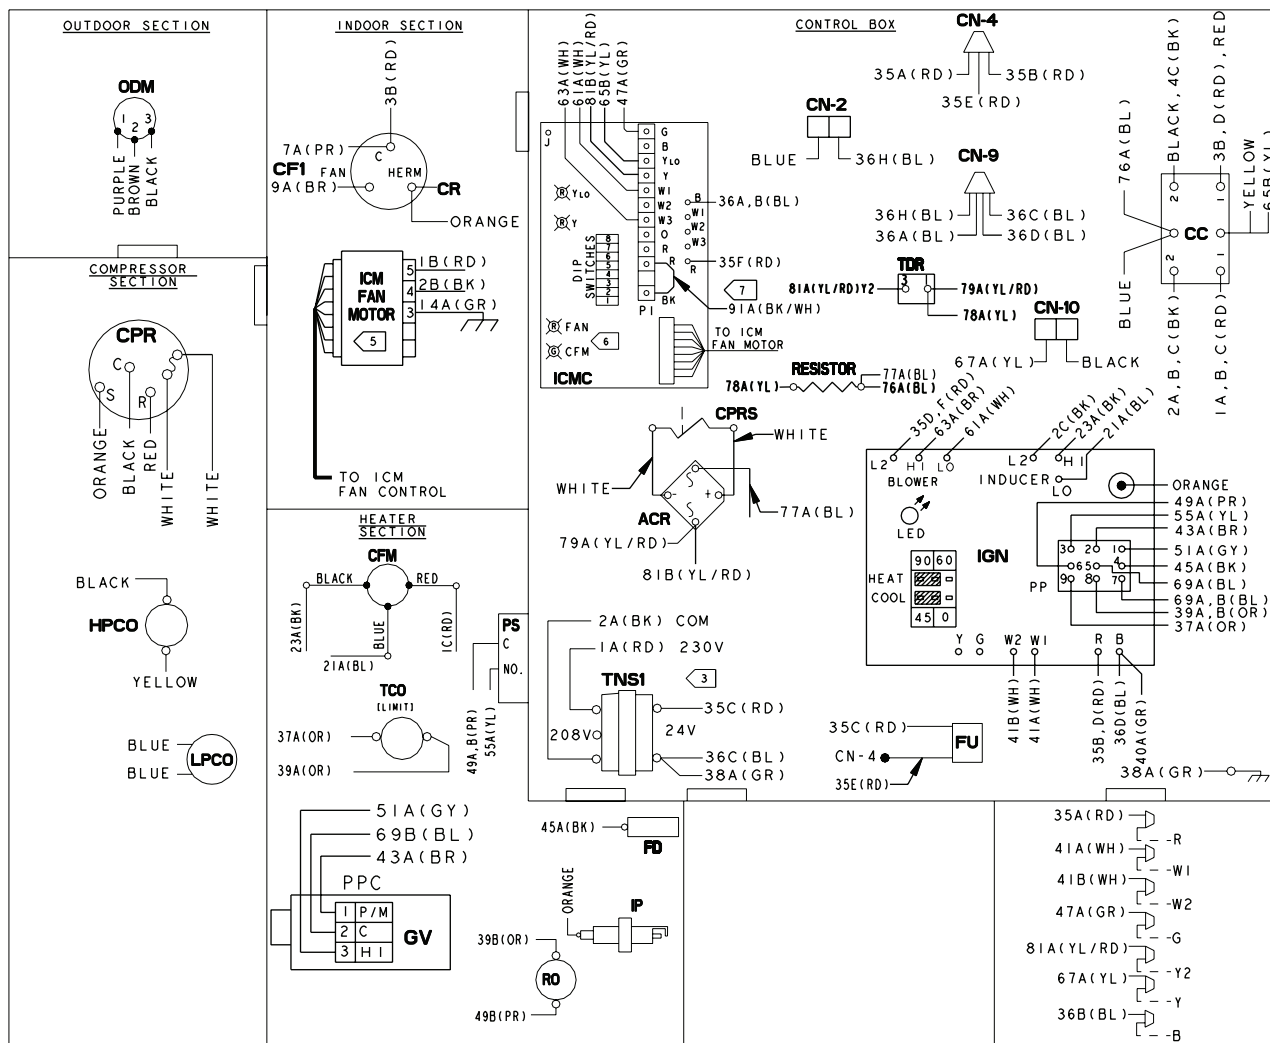 OUTDOOR SECTION
ODM
1 2 3
PURPLE
BROWN
BLACK
COMPRESSOR
SECTION
CPR
C
S
R
ORANGE
BLACK
RED
WHITE
WHITE
BLACK
HPCO
YELLOW
BLUE
BLUE
LPCO
INDOOR SECTION
3B(RD)
7A(PR)
C
CF1
FAN
HERM
CR
9A(BR)
ORANGE
ICM
FAN
MOTOR
5
5
4
3
1B(RD)
2B(BK)
14A(GR)
TO ICM
FAN CONTROL
HEATER
SECTION
CFM
BLACK
RED
BLUE
23A(BK)
1C(RD)
21A(BL)
TCO
[LIMIT]
37A(OR)
39A(OR)
PS
C
NO.
49A,B(PR)
55A(YL)
51A(GY)
69B(BL)
43A(BR)
PPC
1 P/M
2 C
3 HI
GV
45A(BK)
FD
ORANGE
IP
39B(OR)
RO
49B(PR)
CONTROL BOX
63A(WH)
61A(WH)
81B(YL/RD)
65B(YL)
47A(GR)
J
G
B
YLO
Y
W1
W2
W3
O
R
R
BK
P1
R YLO
R Y
B
W1
W2
W3
R
36A,B(BL)
35F(RD)
DIP
SWITCHES
8
7
6
5
4
3
2
1
7
91A(BK/WH)
R FAN
G CFM
6
ICMC
TO ICM
FAN MOTOR
CN-4
35A(RD)
35B(RD)
35E(RD)
CN-2
BLUE
36H(BL)
CN-9
36H(BL)
36C(BL)
36A(BL)
36D(BL)
TDR
3
81A(YL/RD)Y2
79A(YL/RD)
78A(YL)
CN-10
67A(YL)
BLACK
RESISTOR
78A(YL)
77A(BL)
76A(BL)
BLACK,4C(BK)
3B,D(RD),RED
76A(BL)
YELLOW
65B(YL)
2
1
CC
2
1
BLUE
2A,B,C(BK)
1A,B,C(RD)
CPRS
WHITE
WHITE
- +
ACR
77A(BL)
79A(YL/RD)
81B(YL/RD)
35D,F(RD)
63A(BR)
61A(WH)
L2
HI
LO
BLOWER
2C(BK)
23A(BK)
21A(BL)
L2
HI
INDUCER
LO
LED
IGN
ORANGE
49A(PR)
55A(YL)
43A(BR)
51A(GY)
45A(BK)
69A(BL)
69A,B(BL)
39A,B(OR)
37A(OR)
3 2 1
6 5 4
9 8 7
PP
90 60
HEAT
COOL
45 0
Y G W2 W1 R B
41B(WH)
41A(WH)
35B,D(RD)
36D(BL)
40A(GR)
2A(BK) COM
1A(RD) 230V
3
TNS1
208V
24V
35C(RD)
36C(BL)
38A(GR)
35C(RD)
FU
CN-4
35E(RD)
38A(GR)
35A(RD)
R
41A(WH)
W1
41B(WH)
W2
47A(GR)
G
81A(YL/RD)
Y2
67A(YL)
Y
36B(BL)
B